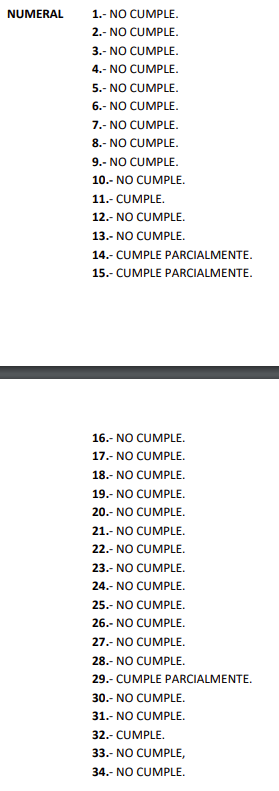 NUMERAL 1.- NO CUMPLE.
2.- NO CUMPLE.
3.- NO CUMPLE.
4.- NO CUMPLE.
5.- NO CUMPLE.
6.- NO CUMPLE.
7.- NO CUMPLE.
8.- NO CUMPLE.
9.- NO CUMPLE.
10.- NO CUMPLE.
11.- CUMPLE.
12.- NO CUMPLE.
13.- NO CUMPLE.
14.- CUMPLE PARCIALMENTE.
15.- CUMPLE PARCIALMENTE.
16.- NO CUMPLE.
17.- NO CUMPLE.
18.- NO CUMPLE.
19.- NO CUMPLE.
20.- NO CUMPLE.
21.- NO CUMPLE.
22.- NO CUMPLE.
23.- NO CUMPLE.
24.- NO CUMPLE.
25.- NO CUMPLE.
26.- NO CUMPLE.
27.- NO CUMPLE.
28.- NO CUMPLE.
29.- CUMPLE PARCIALMENTE.
30.- NO CUMPLE.
31.- NO CUMPLE.
32.- CUMPLE.
33.- NO CUMPLE,
34.- NO CUMPLE.